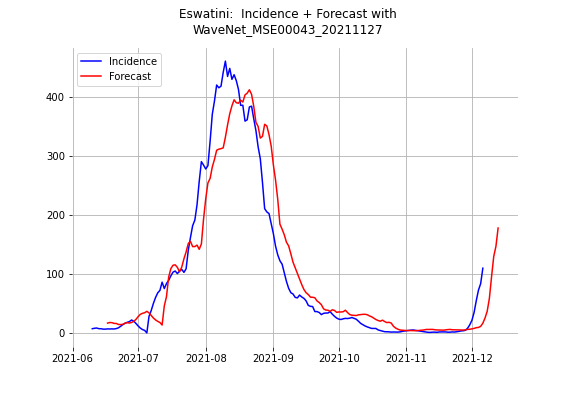 Eswatini:  Incidence + Forecast with
WaveNet_MSE00043_20211127
Incidence
Forecast
400
300
200
100
0
2021-06 2021-07 2021-08 2021-09 2021-10 2021-11 2021-12